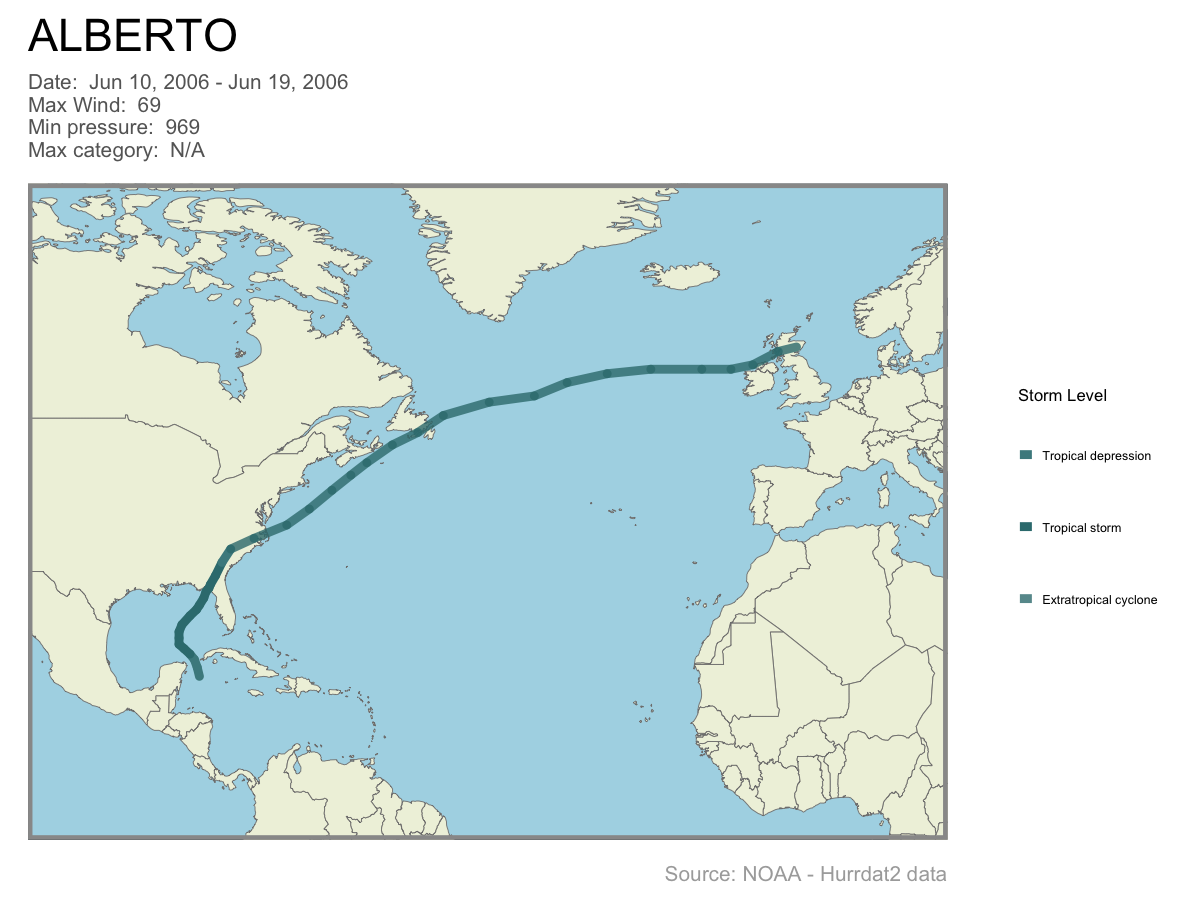 ALBERTO
Date:  Jun 10, 2006 - Jun 19, 2006
Max Wind:  69
Min pressure:  969
Max category:  N/A
Storm Level
Tropical depression
Tropical storm
Extratropical cyclone
Source: NOAA - Hurrdat2 data